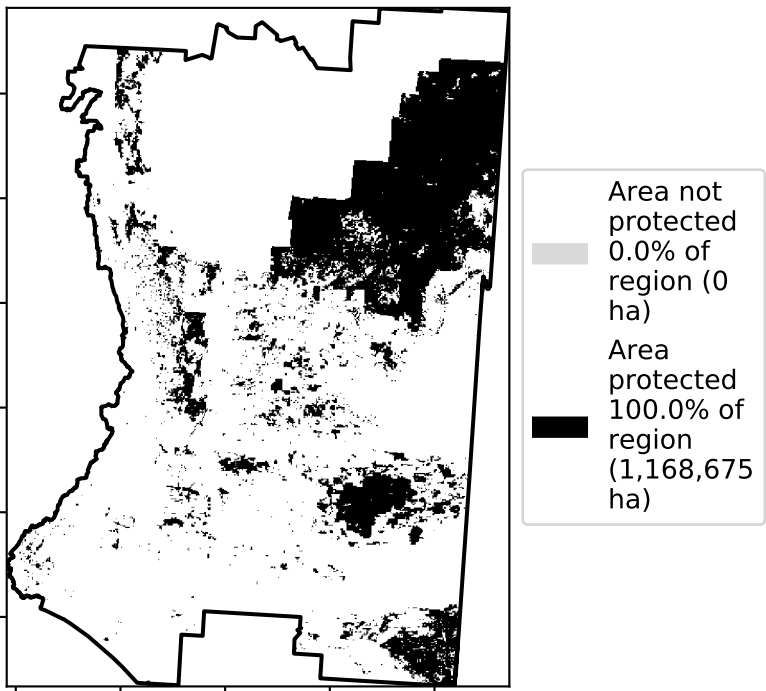 Area not
protected
0.0% of
region (0
ha)
Area
protected
100.0% of
region
(1,168,675
ha)